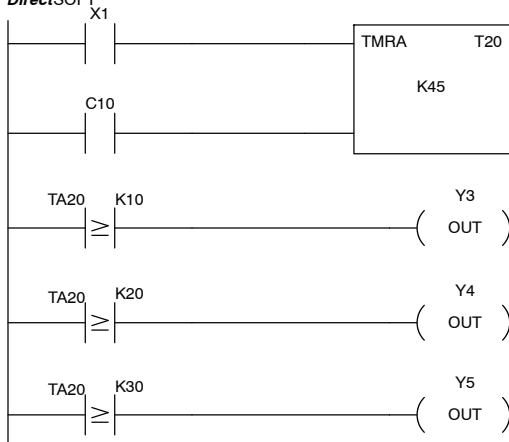 DirectSOFT
X1
TMRA T20
K45
C10
TA20 ≥ K10 Y3
OUT
TA20 ≥ K20 Y4
OUT
TA20 ≥ K30 Y5
OUT